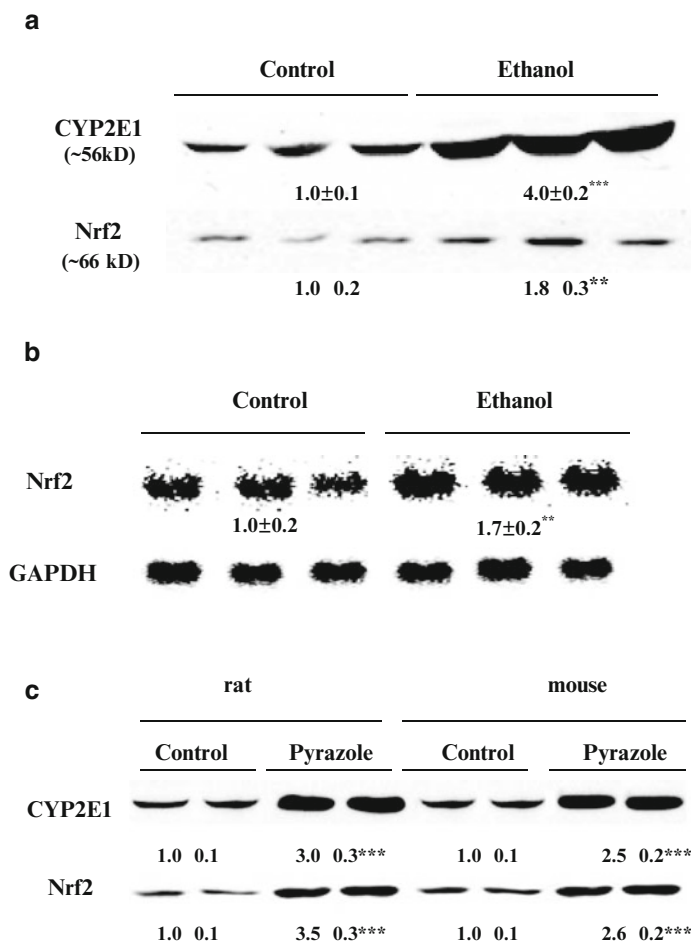 a
Control Ethanol
CYP2E1
(~56kD)
1.0±0.1 4.0±0.2***
Nrf2
(~66 kD)
1.0 0.2 1.8 0.3**
b
Control Ethanol
Nrf2
1.0±0.2 1.7±0.2**
GAPDH
c
rat mouse
Control Pyrazole Control Pyrazole
CYP2E1
1.0 0.1 3.0 0.3*** 1.0 0.1 2.5 0.2***
Nrf2
1.0 0.1 3.5 0.3*** 1.0 0.1 2.6 0.2***